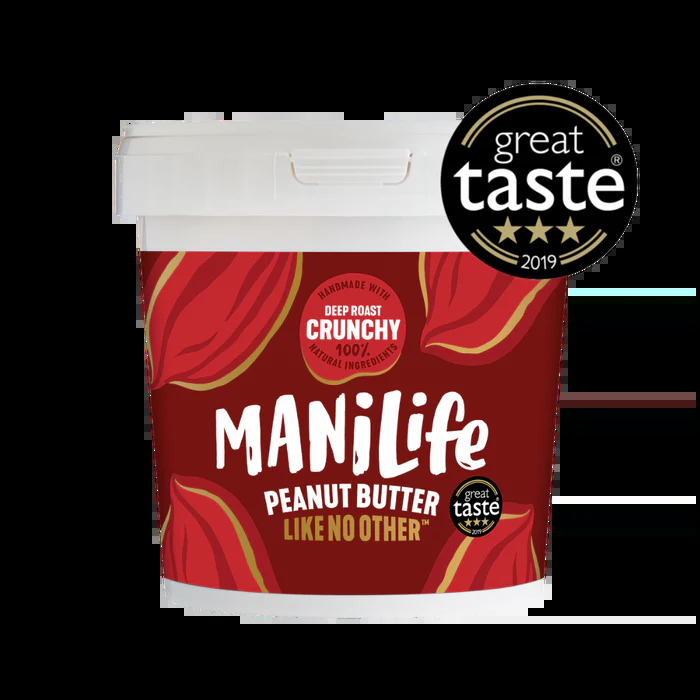 great
taste®
2019
HANDMADE WITH
DEEP ROAST
CRUNCHY
100%
NATURAL INGREDIENTS
MANiLife
PEANUT BUTTER
LIKE NO OTHER™
great
taste
2019